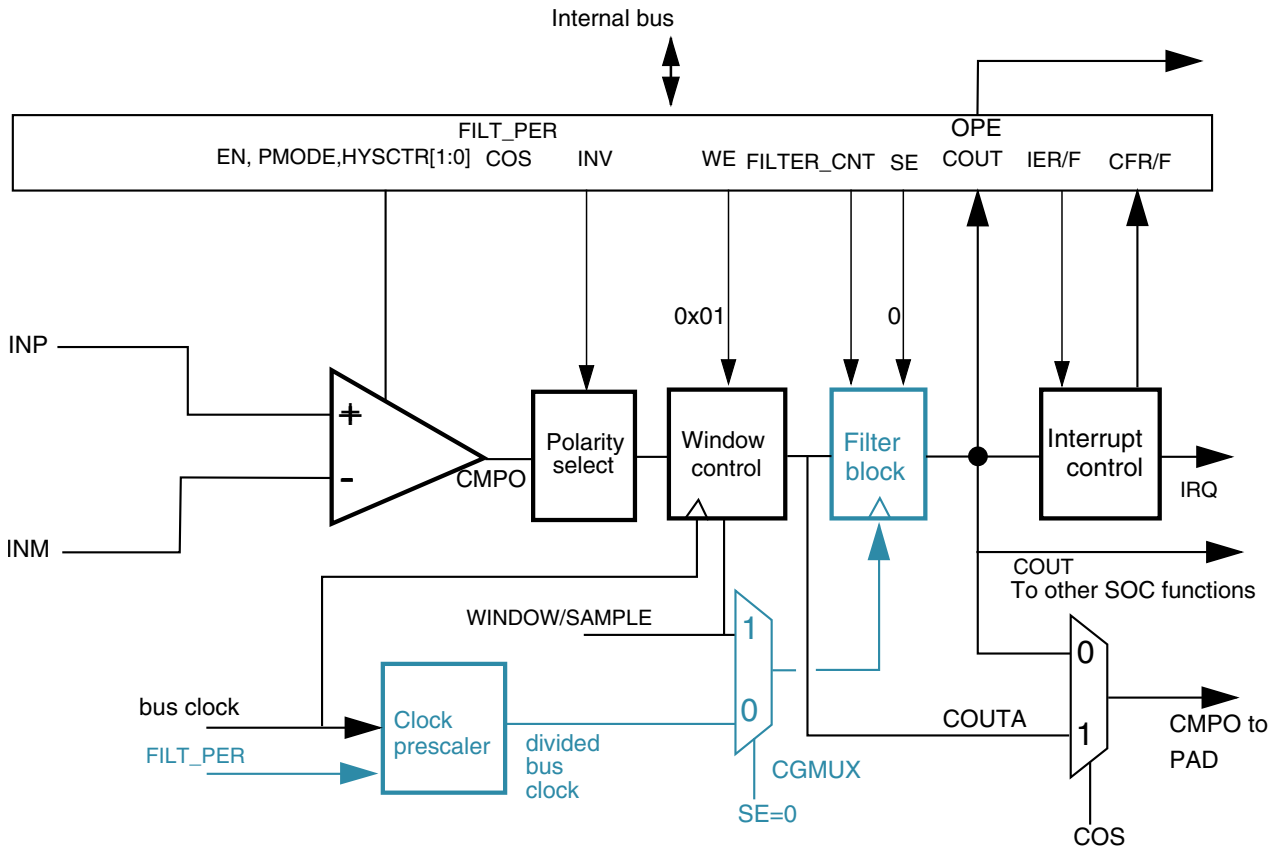 Internal bus
FILT_PER
OPE
EN, PMODE,HYSCTR[1:0]
COS
INV
WE
FILTER_CNT
SE
COUT
IER/F
CFR/F
0x01
0
INP
+
-
INM
CMPO
Polarity
select
Window
control
Filter
block
Interrupt
control
IRQ
COUT
To other SOC functions
WINDOW/SAMPLE
1
0
bus clock
FILT_PER
Clock
prescaler
divided
bus
clock
CGMUX
SE=0
COUTA
0
1
CMPO to
PAD
COS